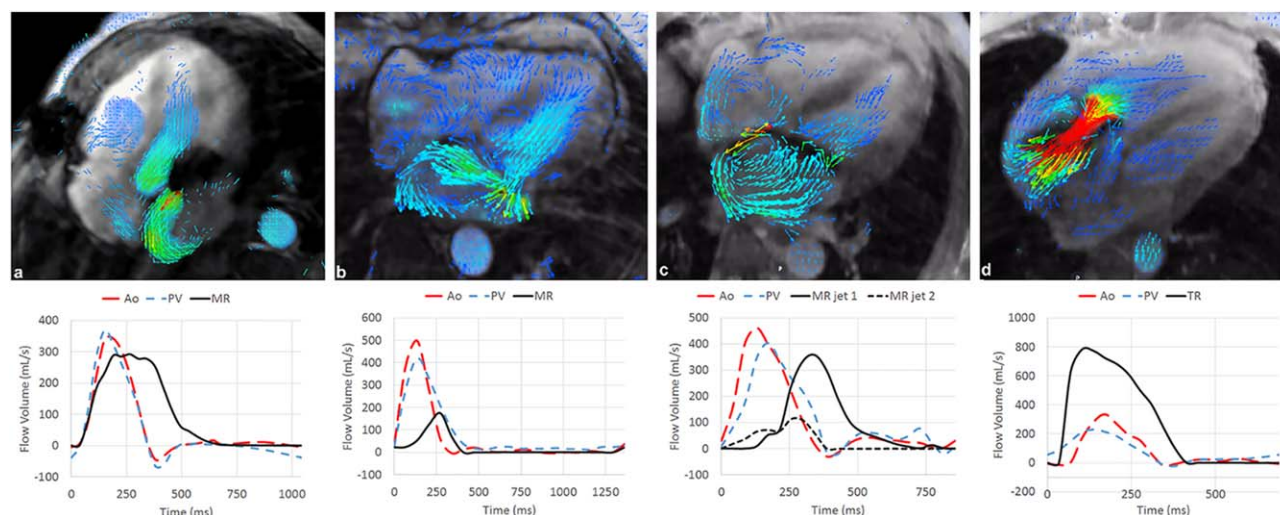 a
b
c
d
Ao PV MR
Flow Volume (mL/s)
400
300
200
100
0
-100
0 250 500 750 1000
Time (ms)
Ao PV MR
Flow Volume (mL/s)
600
500
400
300
200
100
0
-100
0 250 500 750 1000 1250
Time (ms)
Ao PV MR jet 1 MR jet 2
Flow Volume (mL/s)
500
400
300
200
100
0
-100
0 250 500 750
Time (ms)
Ao PV TR
Flow Volume (mL/s)
1000
800
600
400
200
0
-200
0 250 500
Time (ms)